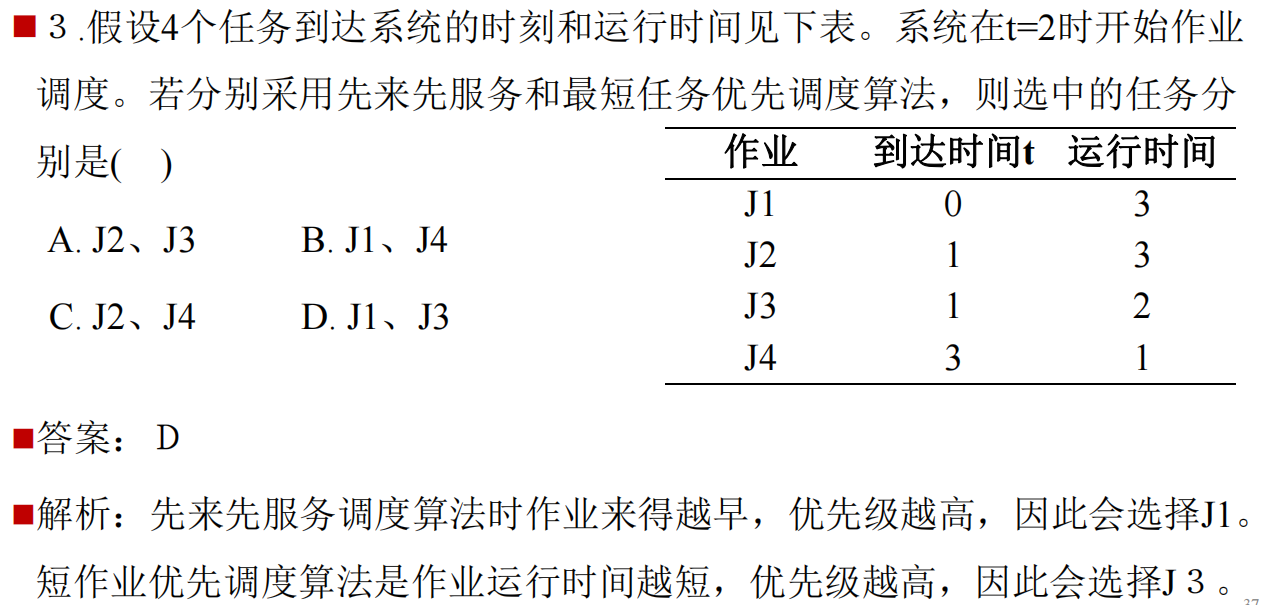 ■３.假设4个任务到达系统的时刻和运行时间见下表。系统在t=2时开始作业
调度。若分别采用先来先服务和最短任务优先调度算法，则选中的任务分
别是( )
作业 到达时间t 运行时间
J1 0 3
J2 1 3
J3 1 2
J4 3 1
A. J2、J3 B. J1、J4
C. J2、J4 D. J1、J3
■答案： D
■解析：先来先服务调度算法时作业来得越早，优先级越高，因此会选择J1。
短作业优先调度算法是作业运行时间越短，优先级越高，因此会选择J３。
37